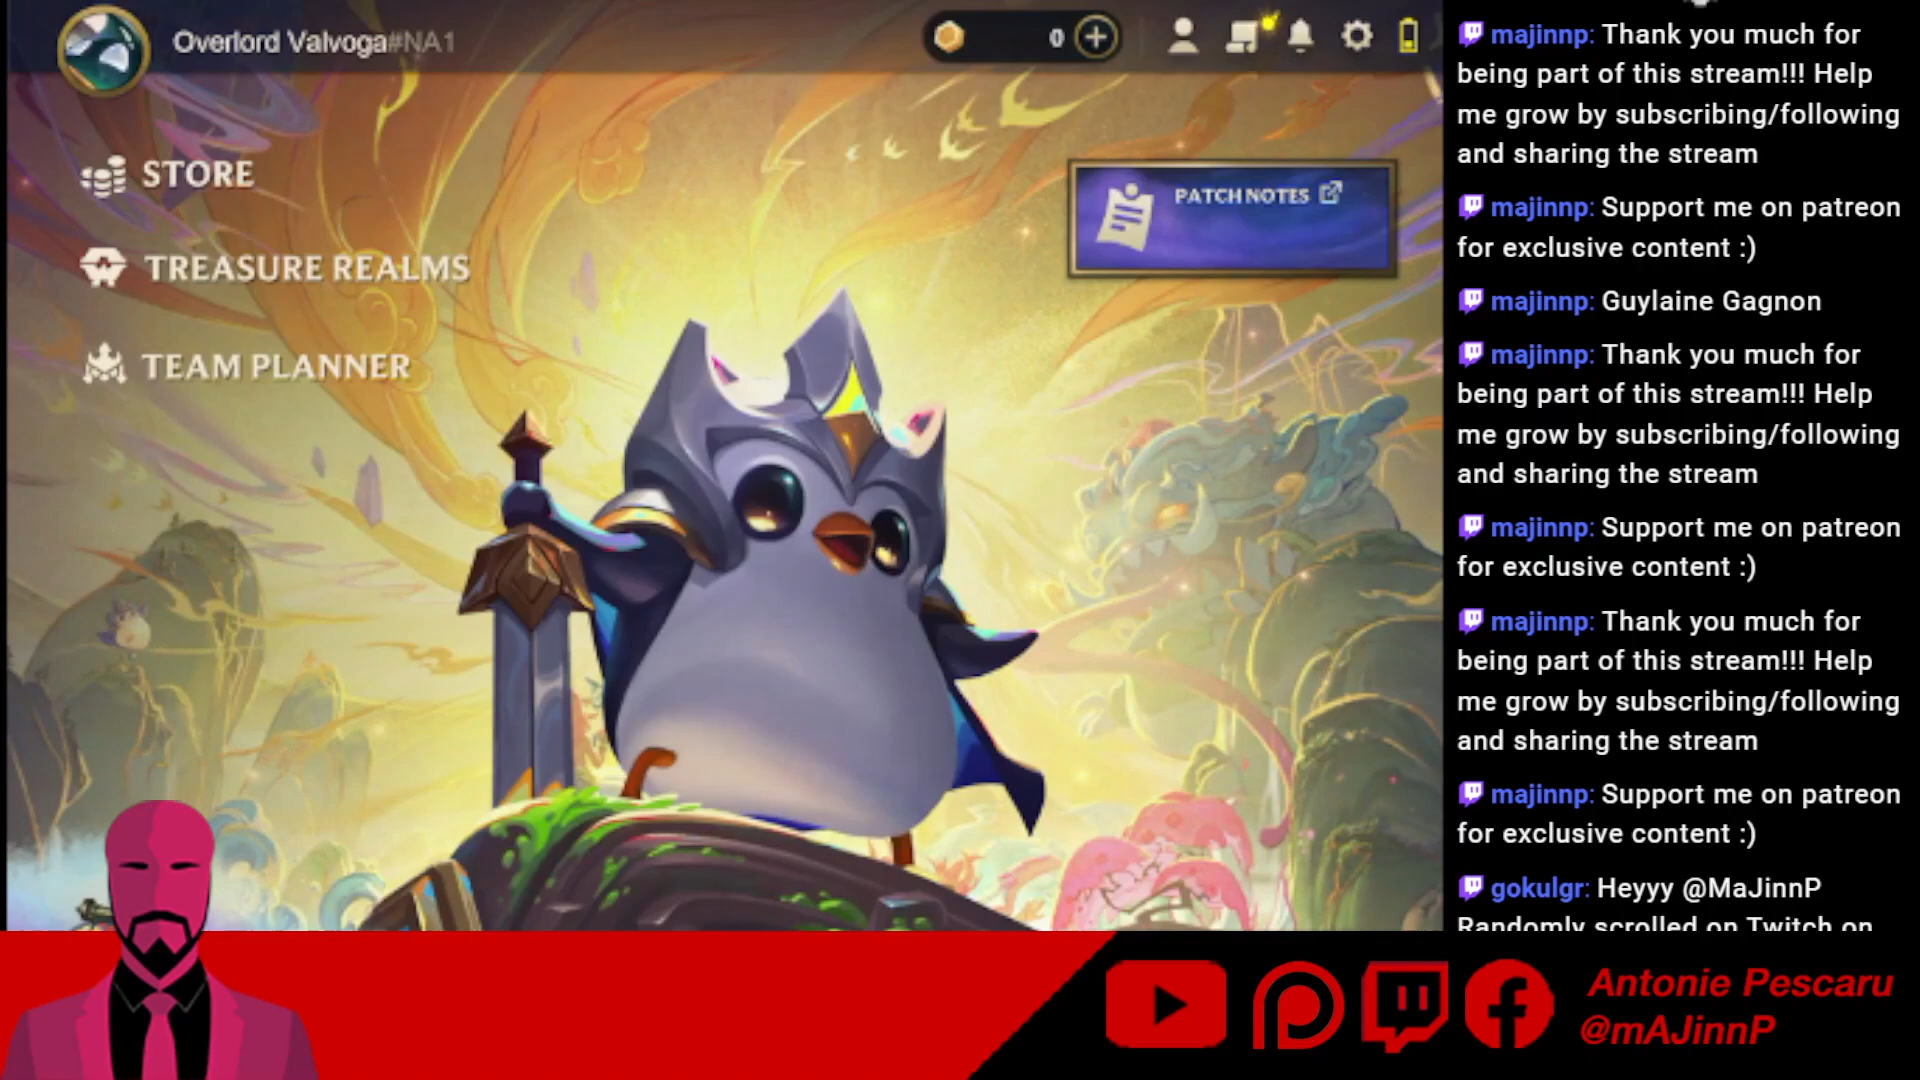 Overlord Valvoga#NA1
0
STORE
TREASURE REALMS
TEAM PLANNER
PATCH NOTES
majinnp: Thank you much for
being part of this stream!!! Help
me grow by subscribing/following
and sharing the stream
majinnp: Support me on patreon
for exclusive content :)
majinnp: Guylaine Gagnon
majinnp: Thank you much for
being part of this stream!!! Help
me grow by subscribing/following
and sharing the stream
majinnp: Support me on patreon
for exclusive content :)
majinnp: Thank you much for
being part of this stream!!! Help
me grow by subscribing/following
and sharing the stream
majinnp: Support me on patreon
for exclusive content :)
gokulgr: Heyyy @MaJinnP
Randomly scrolled on Twitch on
Antonie Pescaru
@mAJinnP